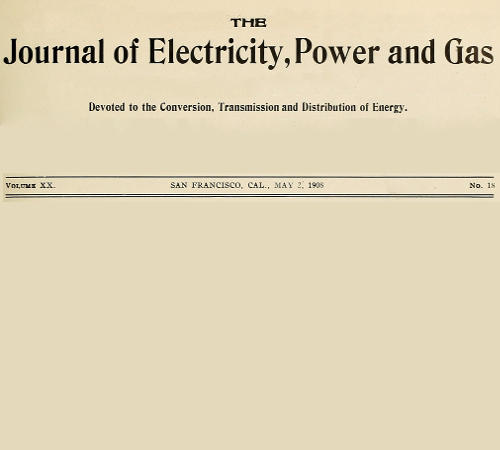 THE
Journal of Electricity, Power and Gas
Devoted to the Conversion, Transmission and Distribution of Energy.
VOLUME XX. SAN FRANCISCO, CAL., MAY 2, 1908 No. 18